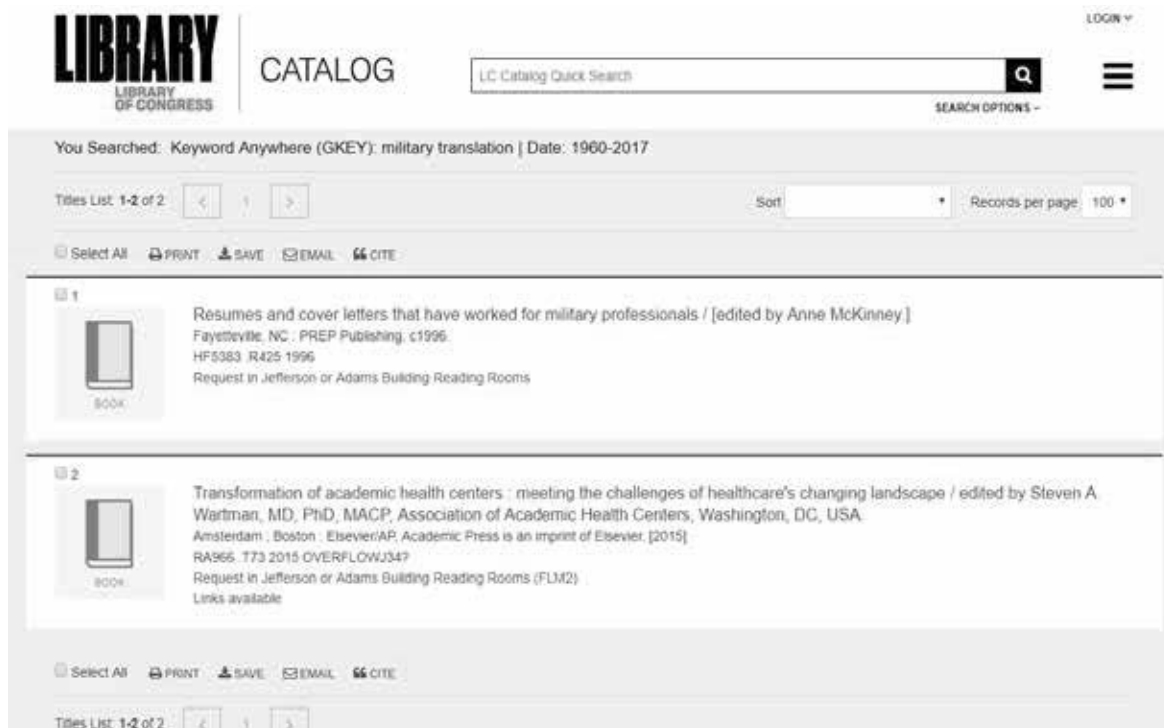 LOGIN
LIBRARY
LIBRARY
OF CONGRESS
CATALOG
LC Catalog Quick Search
SEARCH OPTIONS
You Searched: Keyword Anywhere (GKEY): military translation | Date: 1960-2017
Titles List: 1-2 of 2 < 1 > Sort Records per page 100
Select All PRINT SAVE EMAIL CITE
1
Resumes and cover letters that have worked for military professionals / [edited by Anne McKinney.]
Fayetteville, NC : PREP Publishing, c1996.
HF5383 .R425 1996
Request in Jefferson or Adams Building Reading Rooms
BOOK
2
Transformation of academic health centers : meeting the challenges of healthcare's changing landscape / edited by Steven A.
Wartman, MD, PhD, MACP, Association of Academic Health Centers, Washington, DC, USA.
Amsterdam ; Boston : Elsevier/AP, Academic Press is an imprint of Elsevier, [2015]
RA966 .T73 2015 OVERFLOWJ34?
Request in Jefferson or Adams Building Reading Rooms (FLM2)
Links available
BOOK
Select All PRINT SAVE EMAIL CITE
Titles List: 1-2 of 2 < 1 >